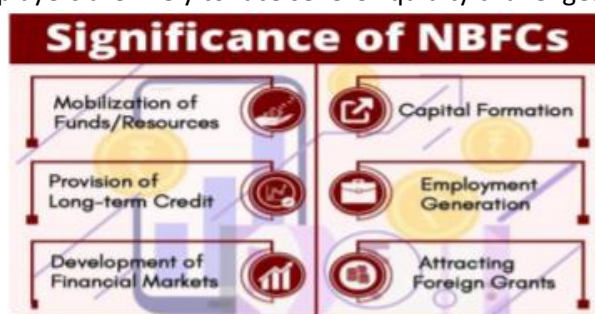 Significance of NBFCs
Mobilization of
Funds/Resources
Capital Formation
Provision of
Long-term Credit
Employment
Generation
Development of
Financial Markets
Attracting
Foreign Grants